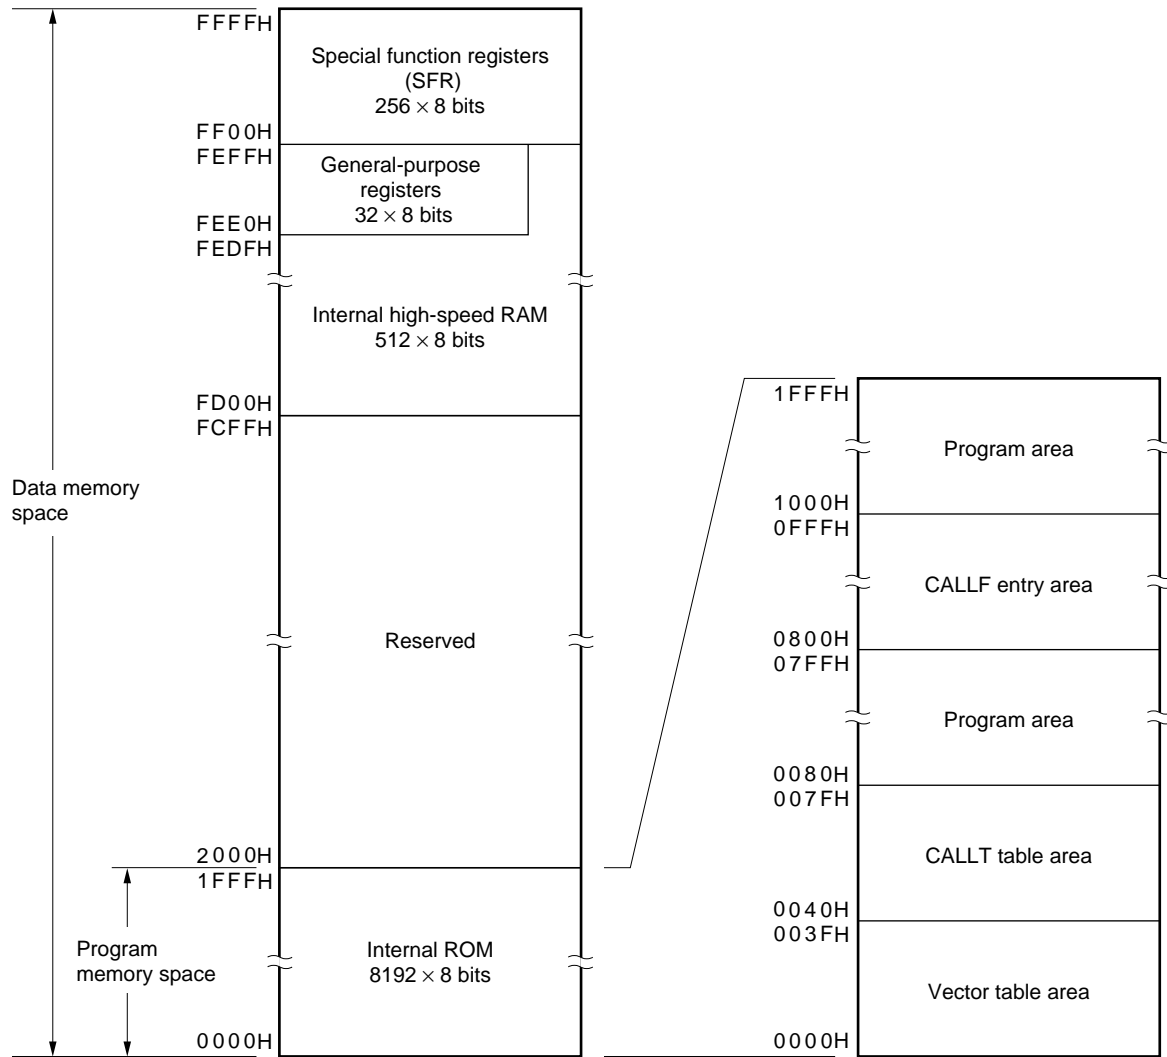 FFFFH
Special function registers
(SFR)
256 × 8 bits
FF00H
FEFFH
General-purpose
registers
32 × 8 bits
FEE0H
FEDFH
Internal high-speed RAM
512 × 8 bits
FD00H
FCFFH
Data memory
space
Reserved
2000H
1FFFH
Program
memory space
Internal ROM
8192 × 8 bits
0000H
1FFFH
Program area
1000H
0FFFH
CALLF entry area
0800H
07FFH
Program area
0080H
007FH
CALLT table area
0040H
003FH
Vector table area
0000H